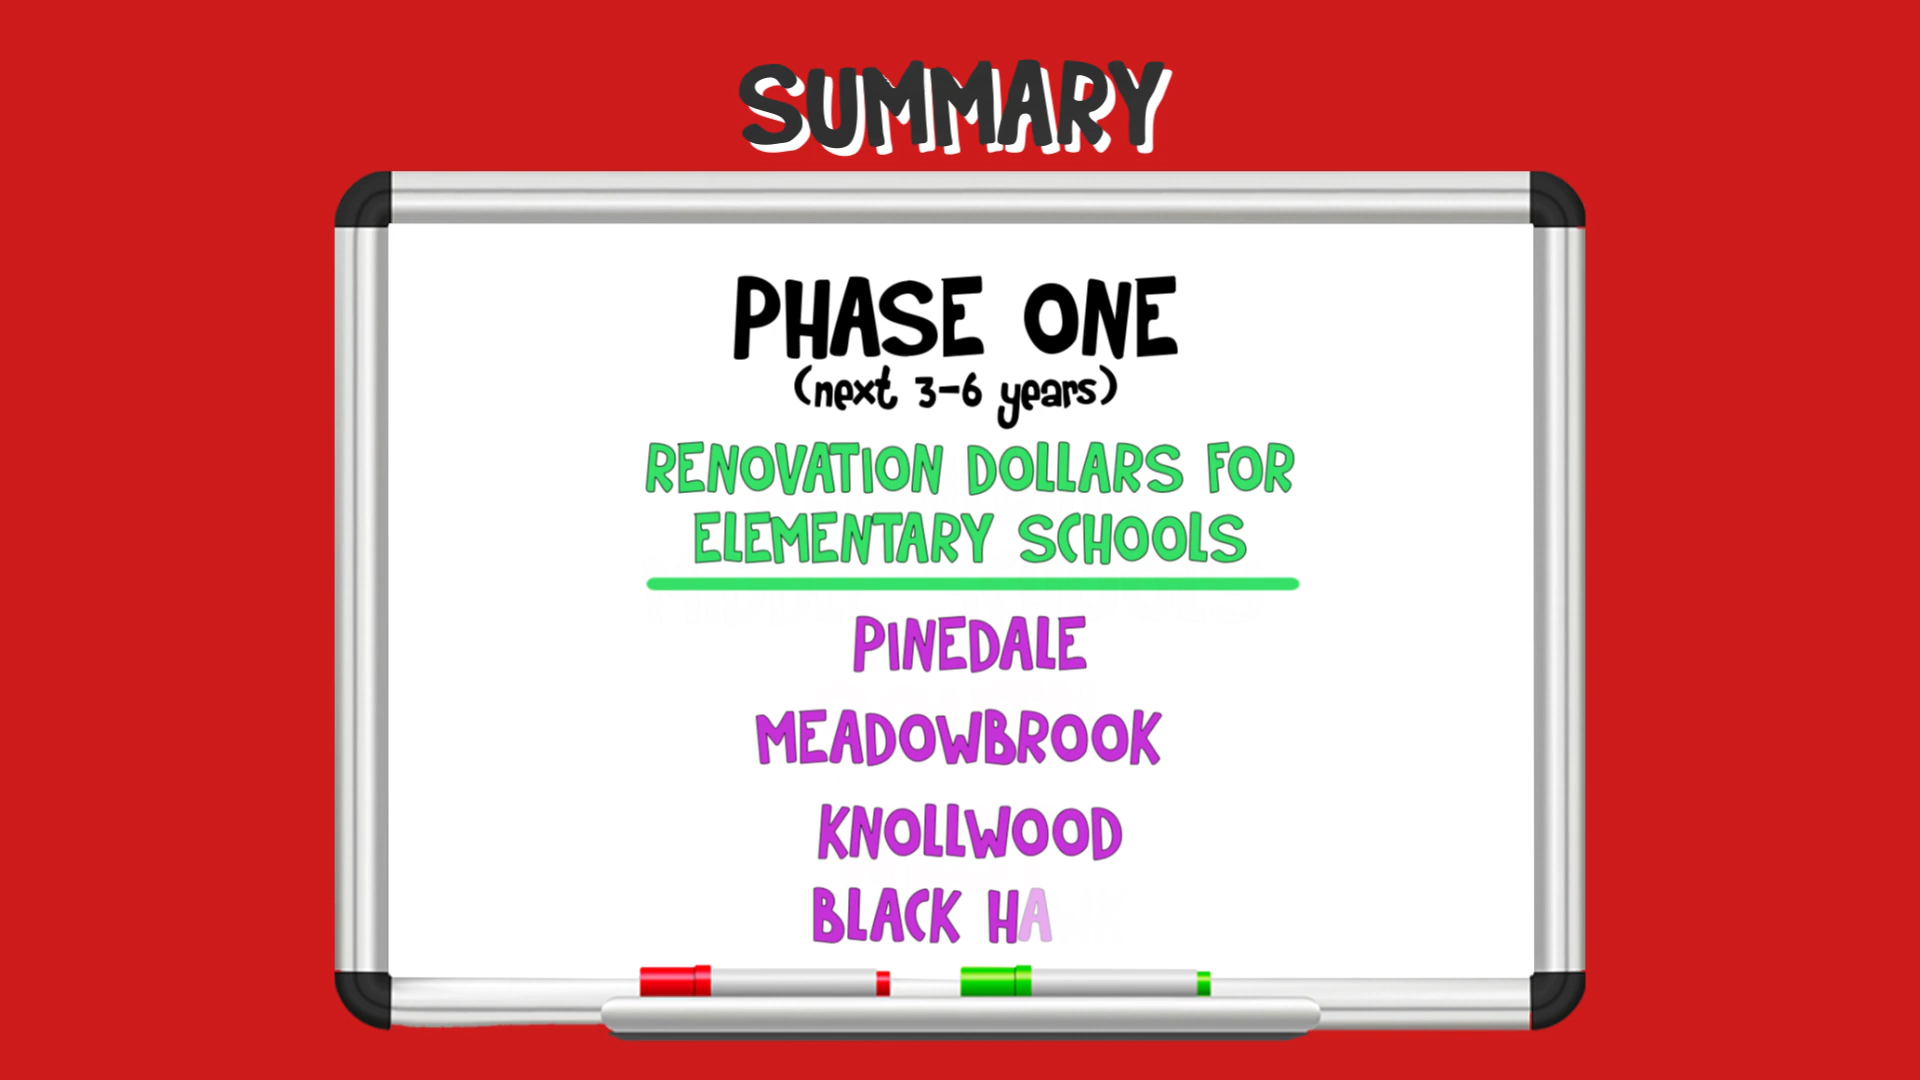 SUMMARY
PHASE ONE
(next 3-6 years)
RENOVATION DOLLARS FOR
ELEMENTARY SCHOOLS
PINEDALE
MEADOWBROOK
KNOLLWOOD
BLACK HA